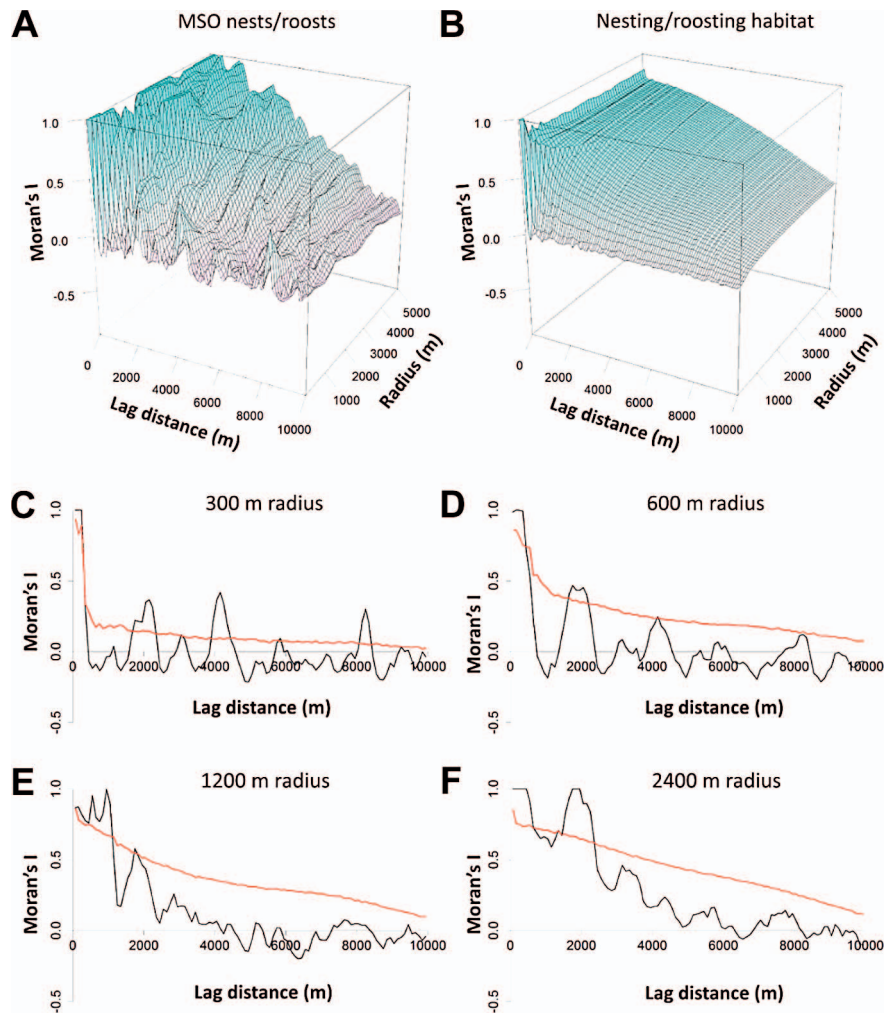 A MSO nests/roosts
B Nesting/roosting habitat
Moran's I
1.0
0.5
0.0
-0.5
0
2000
4000
6000
8000
10000
Lag distance (m)
1000
2000
3000
4000
5000
Radius (m)
Moran's I
1.0
0.5
0.0
-0.5
0
2000
4000
6000
8000
10000
Lag distance (m)
1000
2000
3000
4000
5000
Radius (m)
C 300 m radius
Moran's I
1.0
0.5
0.0
-0.5
0 2000 4000 6000 8000 10000
Lag distance (m)
D 600 m radius
Moran's I
1.0
0.5
0.0
-0.5
0 2000 4000 6000 8000 10000
Lag distance (m)
E 1200 m radius
Moran's I
1.0
0.5
0.0
-0.5
0 2000 4000 6000 8000 10000
Lag distance (m)
F 2400 m radius
Moran's I
1.0
0.5
0.0
-0.5
0 2000 4000 6000 8000 10000
Lag distance (m)